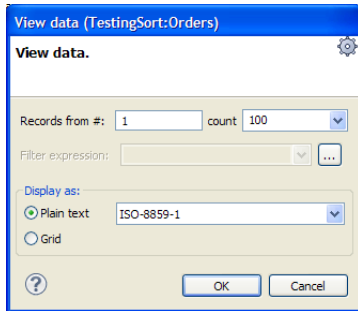 View data (TestingSort:Orders)
View data.
Records from #: 1 count 100
Filter expression: ...
Display as:
Plain text ISO-8859-1
Grid
? OK Cancel